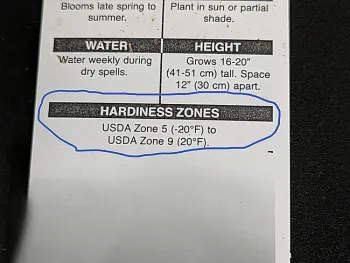 Blooms late spring to
summer.
Plant in sun or partial
shade.
WATER
Water weekly during
dry spells.
HEIGHT
Grows 16-20"
(41-51 cm) tall. Space
12" (30 cm) apart.
HARDINESS ZONES
USDA Zone 5 (-20°F) to
USDA Zone 9 (20°F).